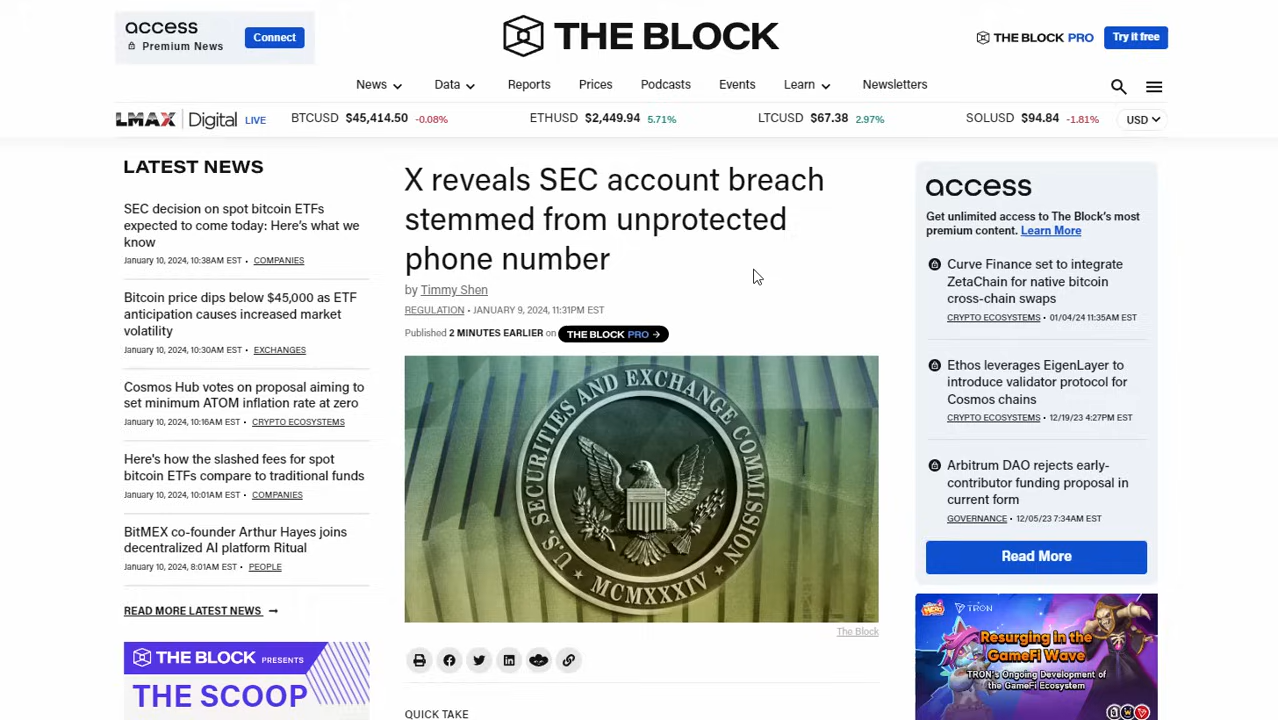 access
Premium News
Connect
THE BLOCK
THE BLOCK PRO
Try it free
News
Data
Reports
Prices
Podcasts
Events
Learn
Newsletters
LMAX Digital LIVE
BTCUSD $45,414.50 -0.08%
ETHUSD $2,449.94 5.71%
LTCUSD $67.38 2.97%
SOLUSD $94.84 -1.81%
USD
LATEST NEWS
SEC decision on spot bitcoin ETFs
expected to come today: Here's what we
know
January 10, 2024, 10:38AM EST • COMPANIES
Bitcoin price dips below $45,000 as ETF
anticipation causes increased market
volatility
January 10, 2024, 10:30AM EST • EXCHANGES
Cosmos Hub votes on proposal aiming to
set minimum ATOM inflation rate at zero
January 10, 2024, 10:16AM EST • CRYPTO ECOSYSTEMS
Here's how the slashed fees for spot
bitcoin ETFs compare to traditional funds
January 10, 2024, 10:01AM EST • COMPANIES
BitMEX co-founder Arthur Hayes joins
decentralized AI platform Ritual
January 10, 2024, 8:01AM EST • PEOPLE
READ MORE LATEST NEWS →
THE BLOCK PRESENTS
THE SCOOP
X reveals SEC account breach
stemmed from unprotected
phone number
by Timmy Shen
REGULATION • JANUARY 9, 2024, 11:31PM EST
Published 2 MINUTES EARLIER on THE BLOCK PRO →
U.S. SECURITIES AND EXCHANGE COMMISSION
MCMXXXIV
The Block
QUICK TAKE
access
Get unlimited access to The Block's most
premium content. Learn More
Curve Finance set to integrate
ZetaChain for native bitcoin
cross-chain swaps
CRYPTO ECOSYSTEMS • 01/04/24 11:35AM EST
Ethos leverages EigenLayer to
introduce validator protocol for
Cosmos chains
CRYPTO ECOSYSTEMS • 12/19/23 4:27PM EST
Arbitrum DAO rejects early-
contributor funding proposal in
current form
GOVERNANCE • 12/05/23 7:34AM EST
Read More
TRON
Resurging in the
GameFi Wave
TRON's Ongoing Development of
the GameFi Ecosystem